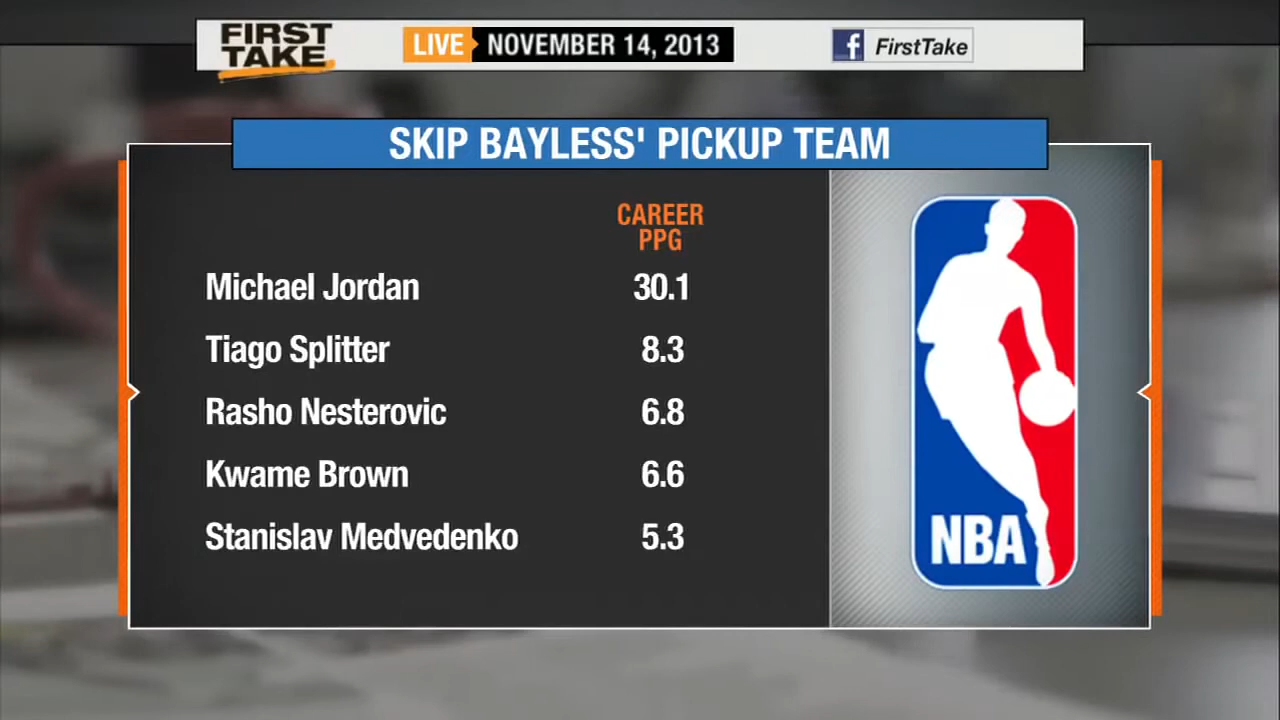 FIRST TAKE
LIVE NOVEMBER 14, 2013
f FirstTake
SKIP BAYLESS' PICKUP TEAM
CAREER
PPG
Michael Jordan 30.1
Tiago Splitter 8.3
Rasho Nesterovic 6.8
Kwame Brown 6.6
Stanislav Medvedenko 5.3
NBA